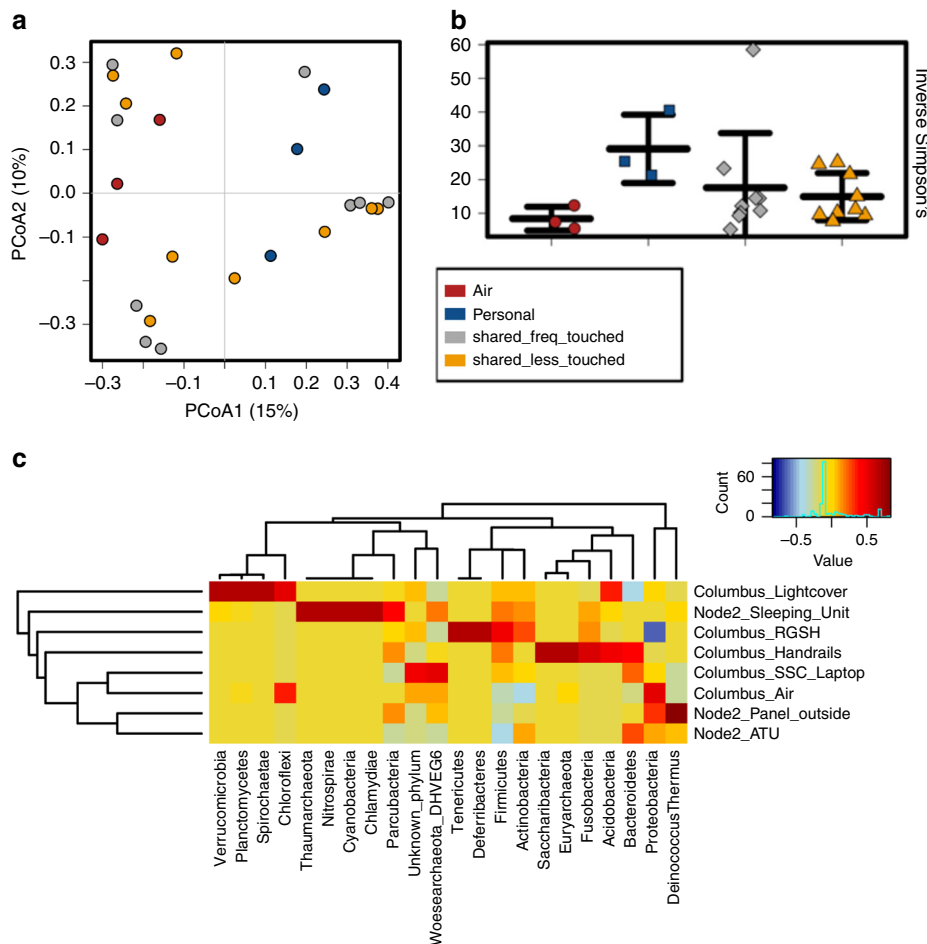 a
0.3
0.2
0.1
0.0
−0.1
−0.3
PCoA2 (10%)
−0.3
−0.1
0.1
0.2
0.3
0.4
PCoA1 (15%)
b
60
50
40
30
20
10
Inverse Simpson's
Air
Personal
shared_freq_touched
shared_less_touched
c
60
0
Count
−0.5
0.5
Value
Columbus_Lightcover
Node2_Sleeping_Unit
Columbus_RGSH
Columbus_Handrails
Columbus_SSC_Laptop
Columbus_Air
Node2_Panel_outside
Node2_ATU
Verrucomicrobia
Planctomycetes
Spirochaetae
Chloroflexi
Thaumarchaeota
Nitrospirae
Cyanobacteria
Chlamydiae
Parcubacteria
Unknown_phylum
Woesearchaeota_DHVEG6
Tenericutes
Deferribacteres
Firmicutes
Actinobacteria
Saccharibacteria
Euryarchaeota
Fusobacteria
Acidobacteria
Bacteroidetes
Proteobacteria
DeinococcusThermus